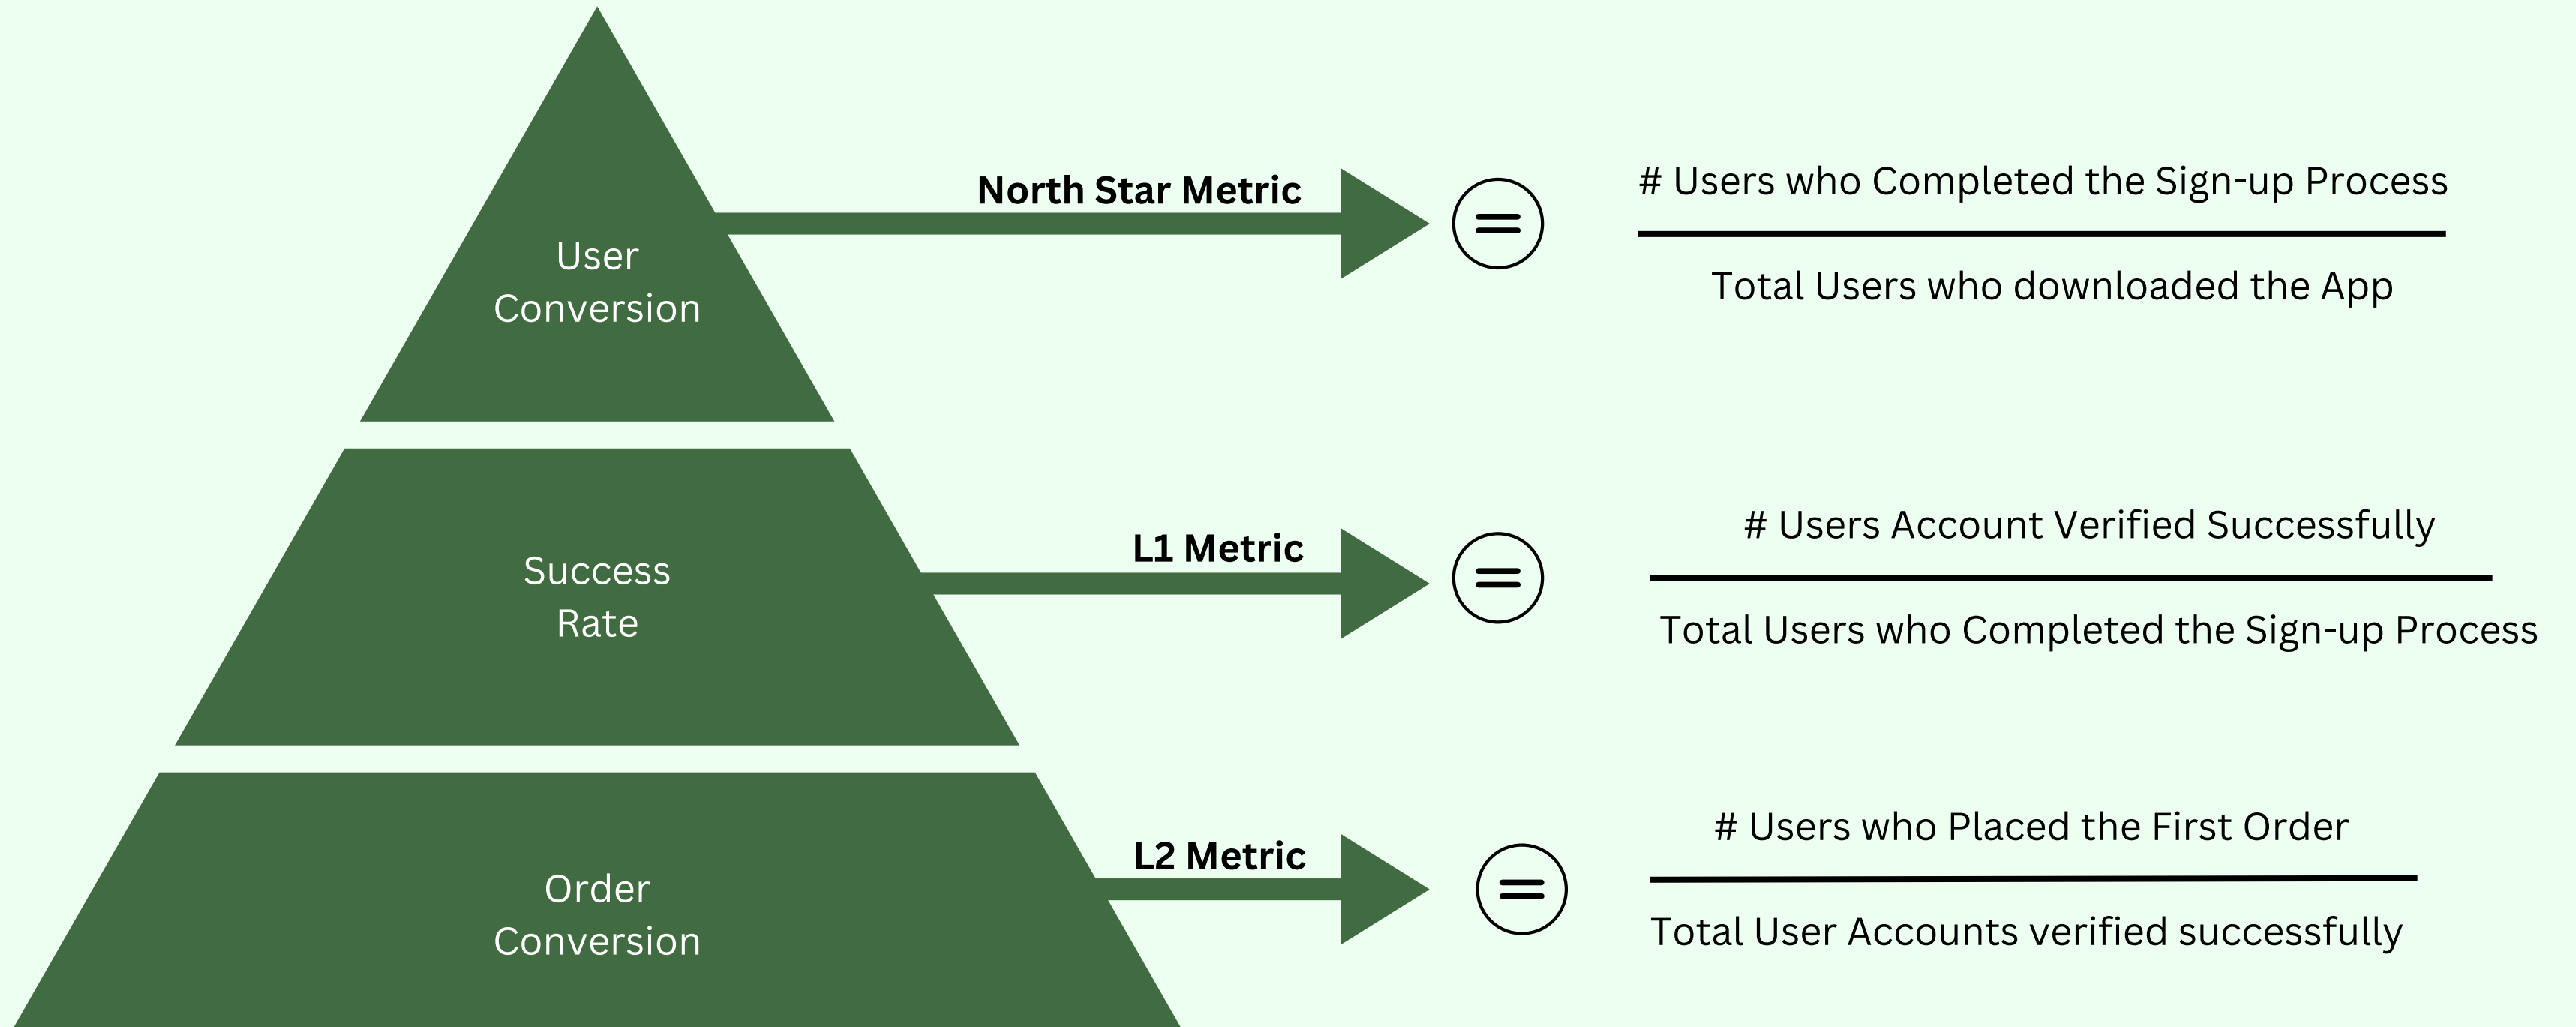 North Star Metric
# Users who Completed the Sign-up Process
Total Users who downloaded the App
User
Conversion
L1 Metric
# Users Account Verified Successfully
Total Users who Completed the Sign-up Process
Success
Rate
L2 Metric
# Users who Placed the First Order
Total User Accounts verified successfully
Order
Conversion